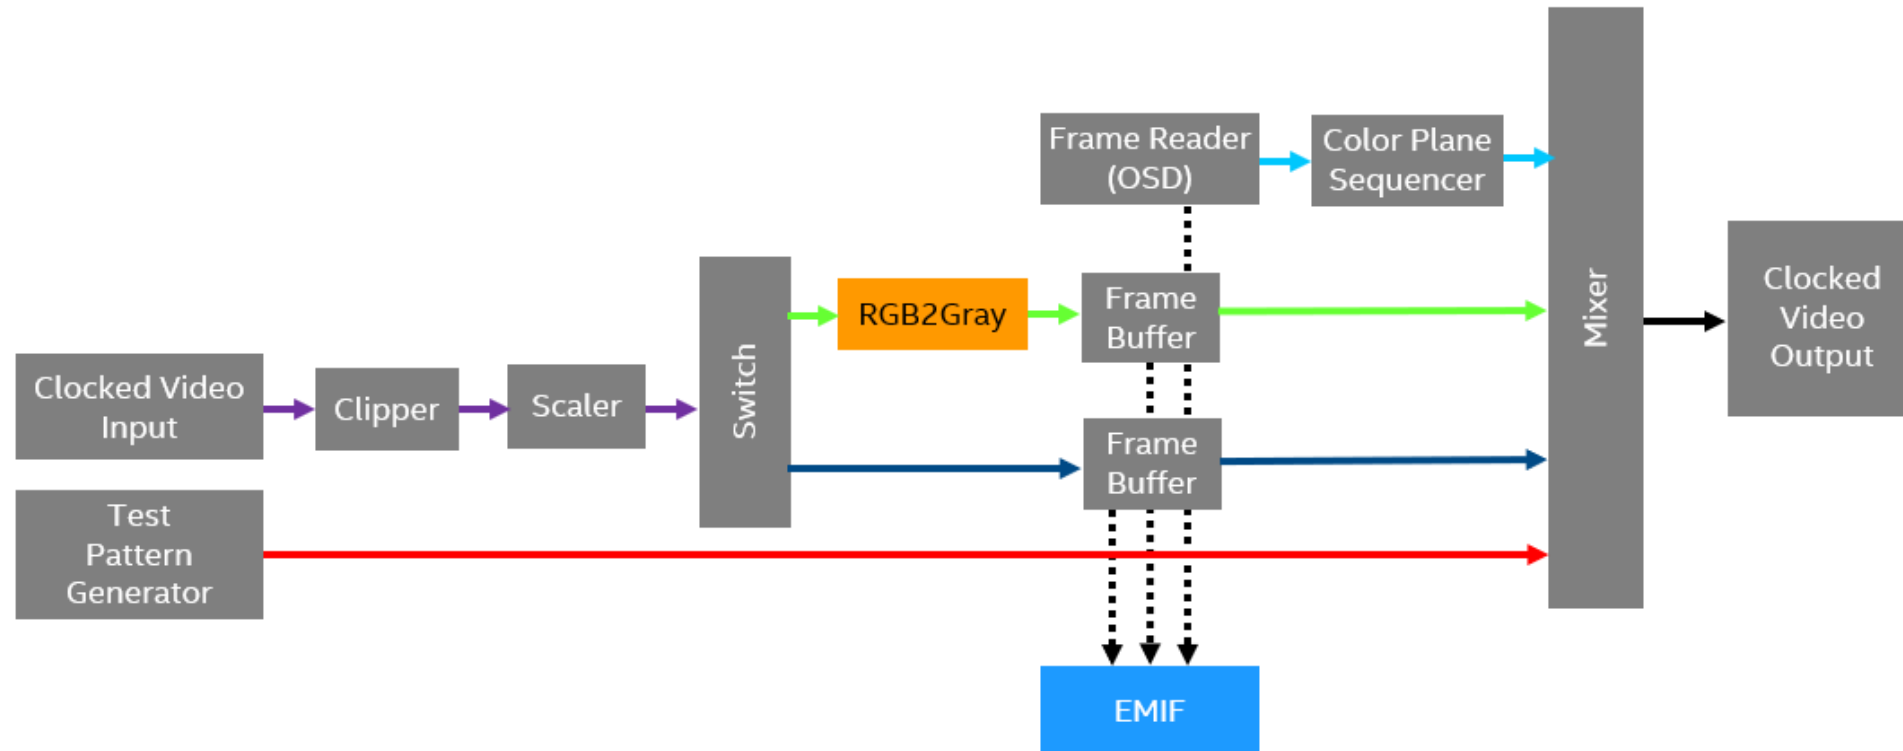 Frame Reader
(OSD)
Color Plane
Sequencer
Mixer
Clocked
Video
Output
RGB2Gray
Frame
Buffer
Switch
Clocked Video
Input
Clipper
Scaler
Frame
Buffer
Test
Pattern
Generator
EMIF